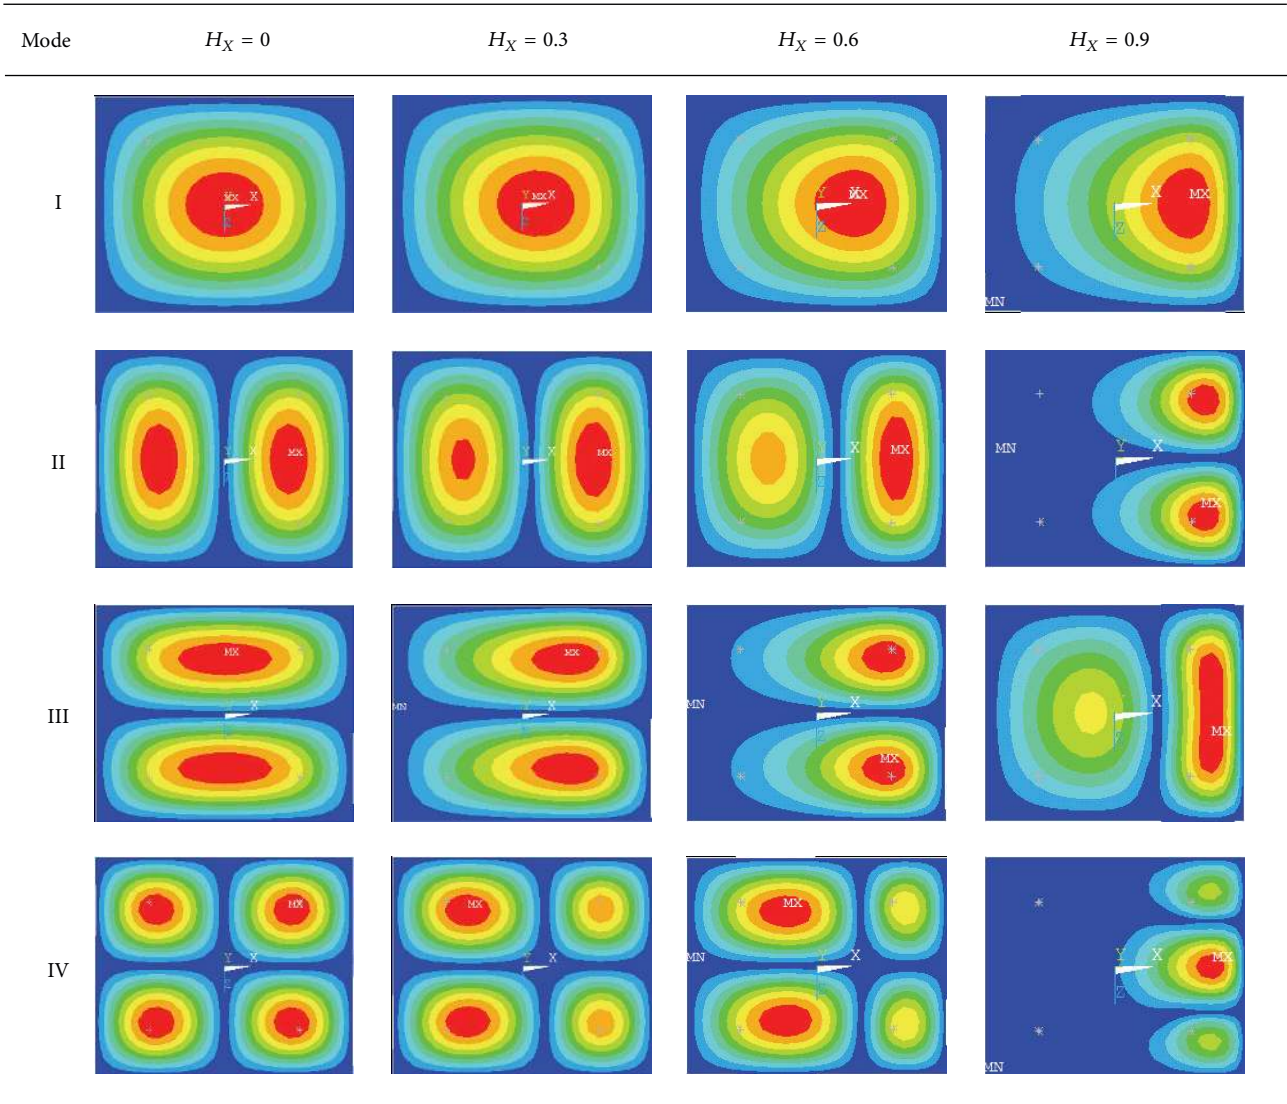 Mode H_X = 0 H_X = 0.3 H_X = 0.6 H_X = 0.9
I
MX X
Y MX X
Z
Y X MX
Z
X MX
Z
MN
II
Y X MX
Y X MX
Y X MX
Z
MN Y X
MX
III
MX
Y X
MX
MN Y X
MN Y X
Z
MX
Y X
Z
MX
IV
MX
Y X
Z
MX
Y X
MX
MN Y X
Z
Y X MX
Z
MN